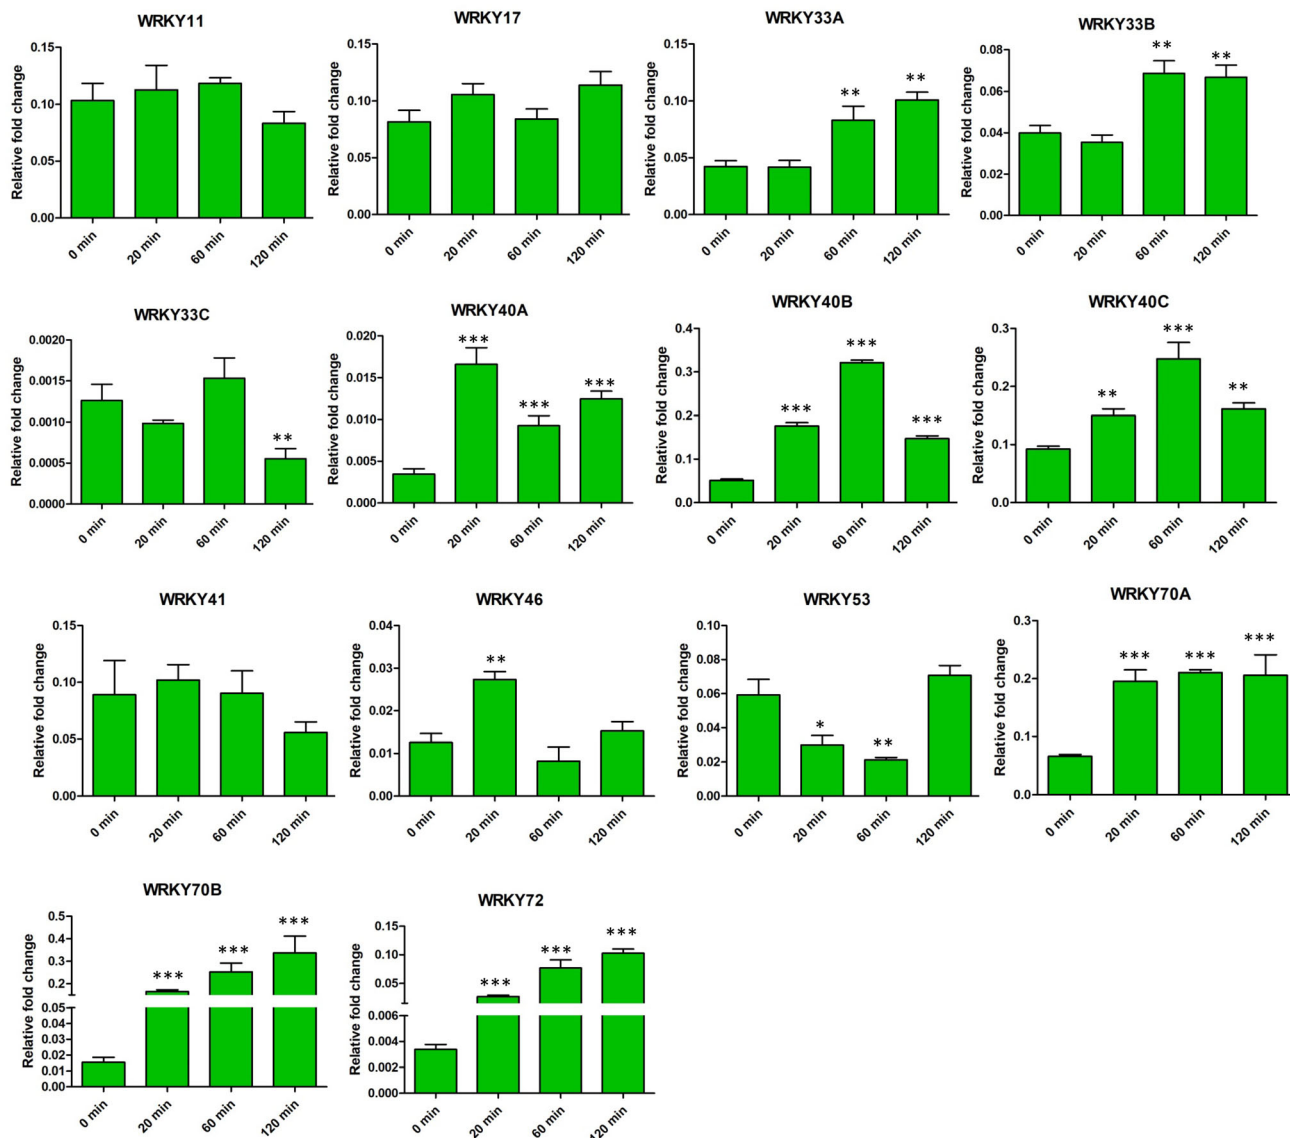 WRKY11
Relative fold change
0.15
0.10
0.05
0.00
0 min
20 min
60 min
120 min
WRKY17
Relative fold change
0.15
0.10
0.05
0.00
0 min
20 min
60 min
120 min
WRKY33A
Relative fold change
0.15
0.10
0.05
0.00
**
**
0 min
20 min
60 min
120 min
WRKY33B
Relative fold change
0.08
0.06
0.04
0.02
0.00
**
**
0 min
20 min
60 min
120 min
WRKY33C
Relative fold change
0.0020
0.0015
0.0010
0.0005
0.0000
**
0 min
20 min
60 min
120 min
WRKY40A
Relative fold change
0.020
0.015
0.010
0.005
0.000
***
***
***
0 min
20 min
60 min
120 min
WRKY40B
Relative fold change
0.4
0.3
0.2
0.1
0.0
***
***
***
0 min
20 min
60 min
120 min
WRKY40C
Relative fold change
0.3
0.2
0.1
0.0
**
***
**
0 min
20 min
60 min
120 min
WRKY41
Relative fold change
0.15
0.10
0.05
0.00
0 min
20 min
60 min
120 min
WRKY46
Relative fold change
0.04
0.03
0.02
0.01
0.00
**
0 min
20 min
60 min
120 min
WRKY53
Relative fold change
0.10
0.08
0.06
0.04
0.02
0.00
*
**
0 min
20 min
60 min
120 min
WRKY70A
Relative fold change
0.3
0.2
0.1
0.0
***
***
***
0 min
20 min
60 min
120 min
WRKY70B
Relative fold change
0.5
0.4
0.3
0.2
0.05
0.04
0.03
0.02
0.01
0.00
***
***
***
0 min
20 min
60 min
120 min
WRKY72
Relative fold change
0.15
0.10
0.05
0.006
0.004
0.002
0.000
***
***
***
0 min
20 min
60 min
120 min